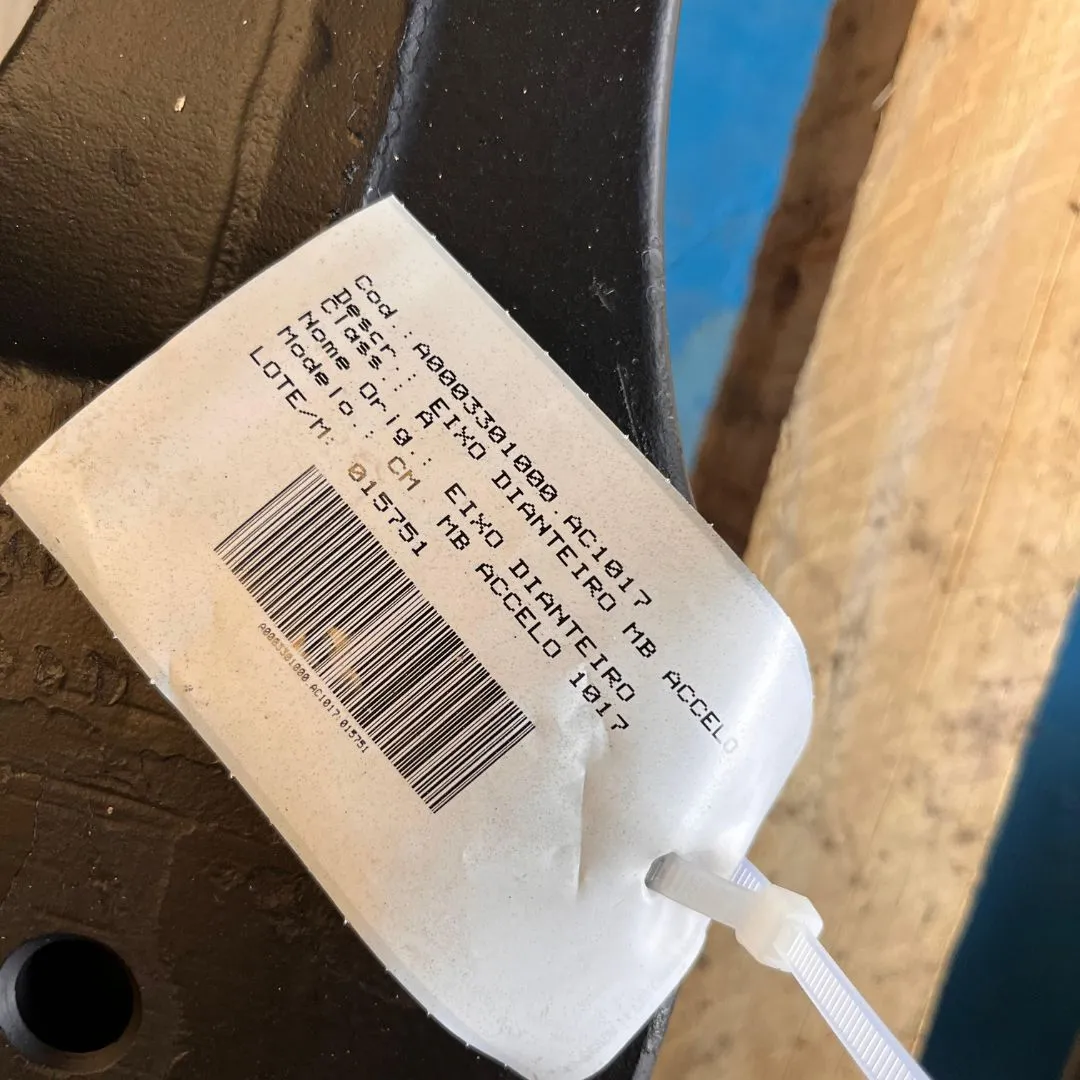 Cod.: A0003301000.AC1017
Descr.: EIXO DIANTEIRO MB ACCELO
Class.: A
Nome Orig.: EIXO DIANTEIRO
Modelo.: CM MB ACCELO 1017
LOTE/M: 015751
A0003301000.AC1017.015751